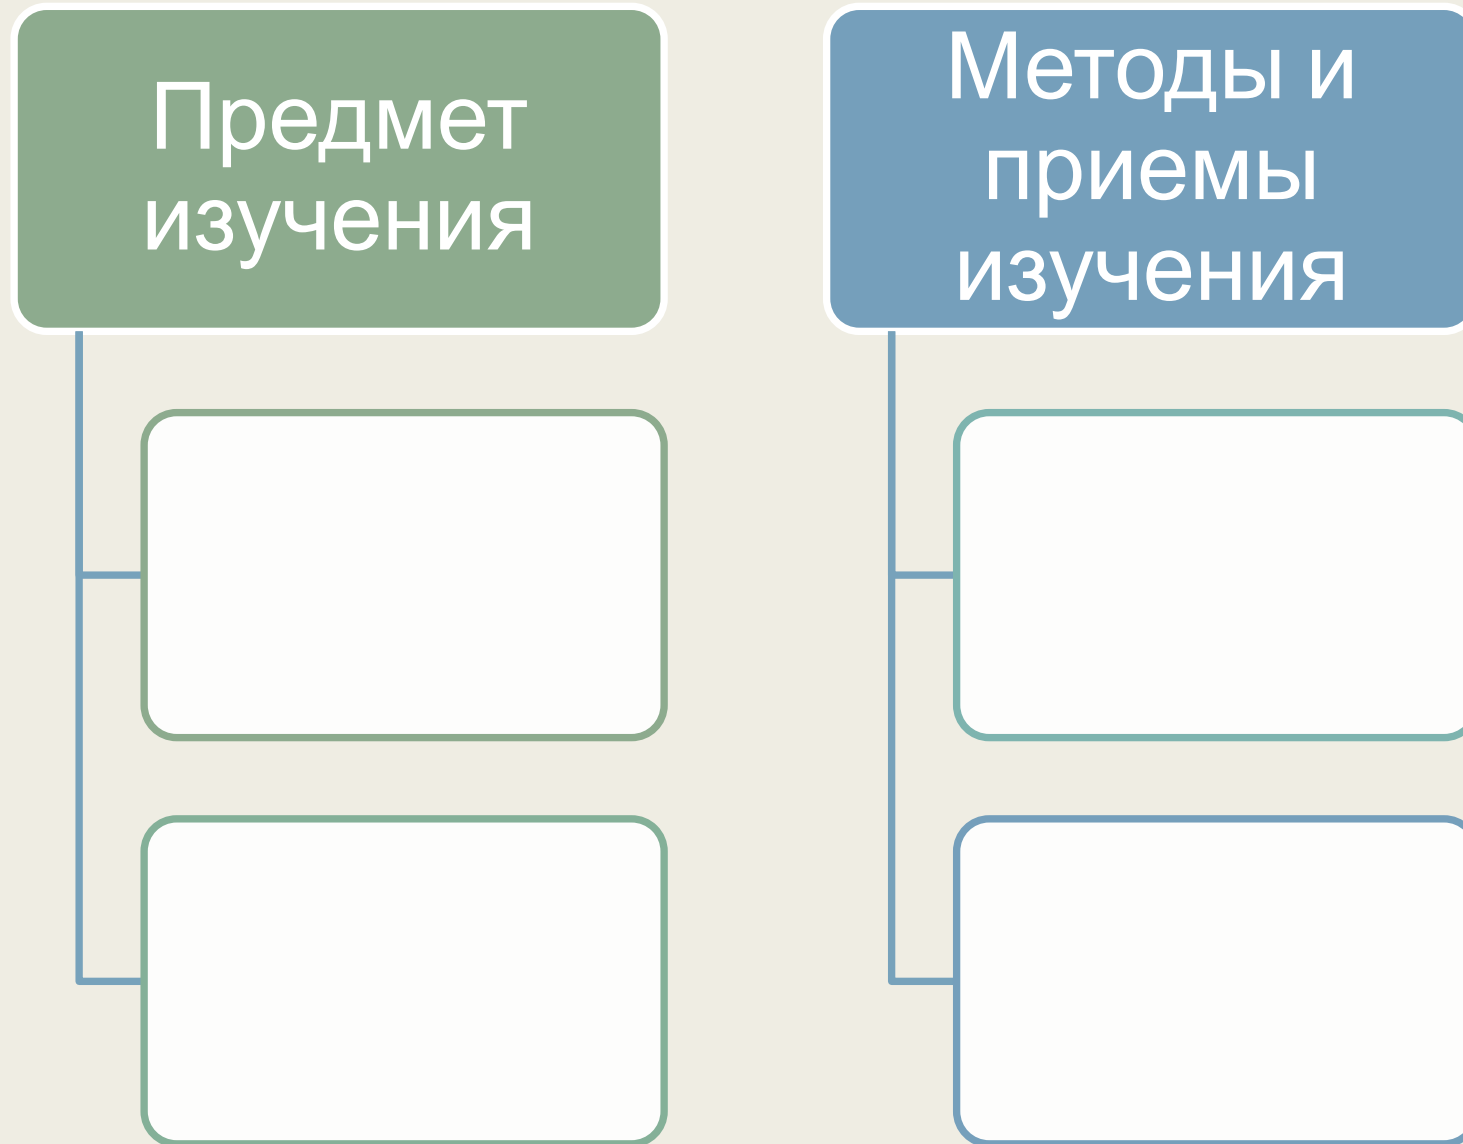 Предмет
изучения
Методы и
приемы
изучения